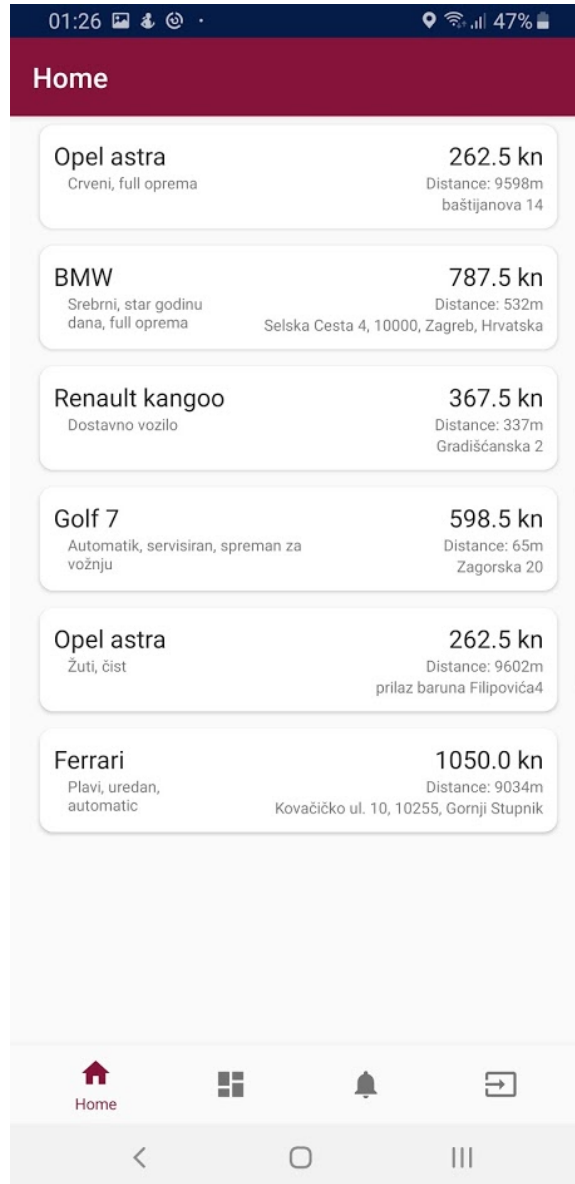 01:26
47%
Home
Opel astra
262.5 kn
Crveni, full oprema
Distance: 9598m
baštijanova 14
BMW
787.5 kn
Srebrni, star godinu
Distance: 532m
dana, full oprema
Selska Cesta 4, 10000, Zagreb, Hrvatska
Renault kangoo
367.5 kn
Dostavno vozilo
Distance: 337m
Gradišćanska 2
Golf 7
598.5 kn
Automatik, servisiran, spreman za
Distance: 65m
vožnju
Zagorska 20
Opel astra
262.5 kn
Žuti, čist
Distance: 9602m
prilaz baruna Filipovića4
Ferrari
1050.0 kn
Plavi, uredan,
Distance: 9034m
automatic
Kovačičko ul. 10, 10255, Gornji Stupnik
Home